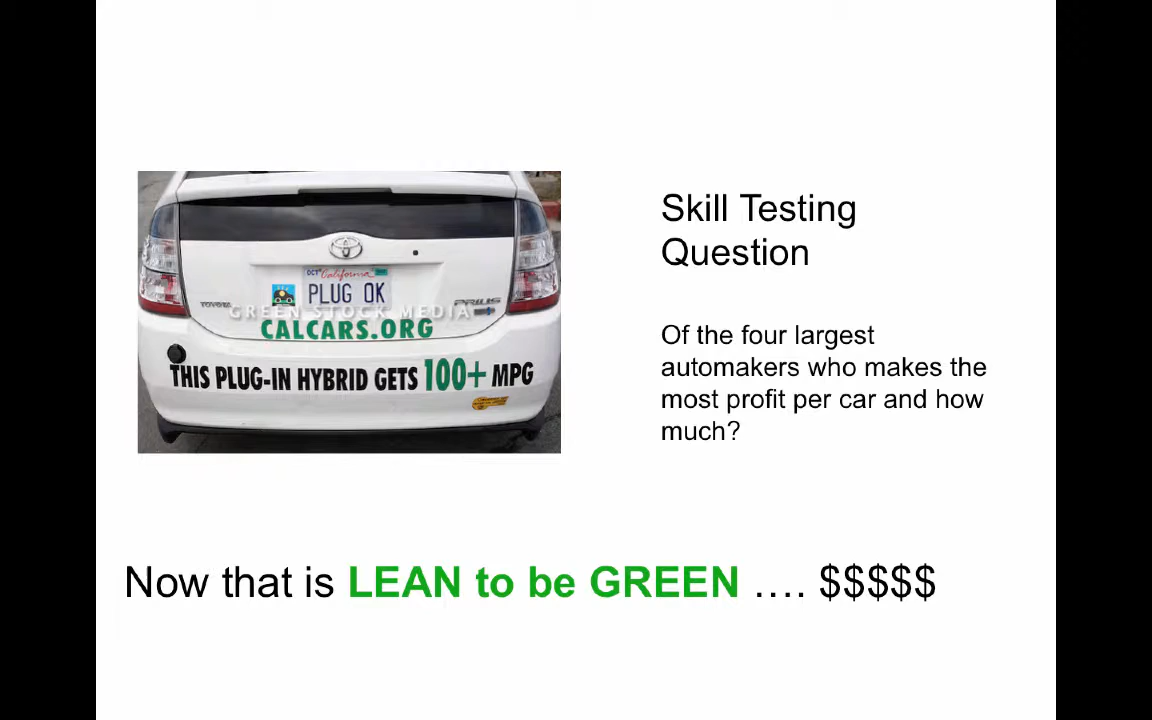 Skill Testing
Question
Of the four largest
automakers who makes the
most profit per car and how
much?
OCT California
PLUG OK
TOYOTA
PRIUS
GREEN STOCK MEDIA
CALCARS.ORG
THIS PLUG-IN HYBRID GETS 100+ MPG
Now that is LEAN to be GREEN .... $$$$$